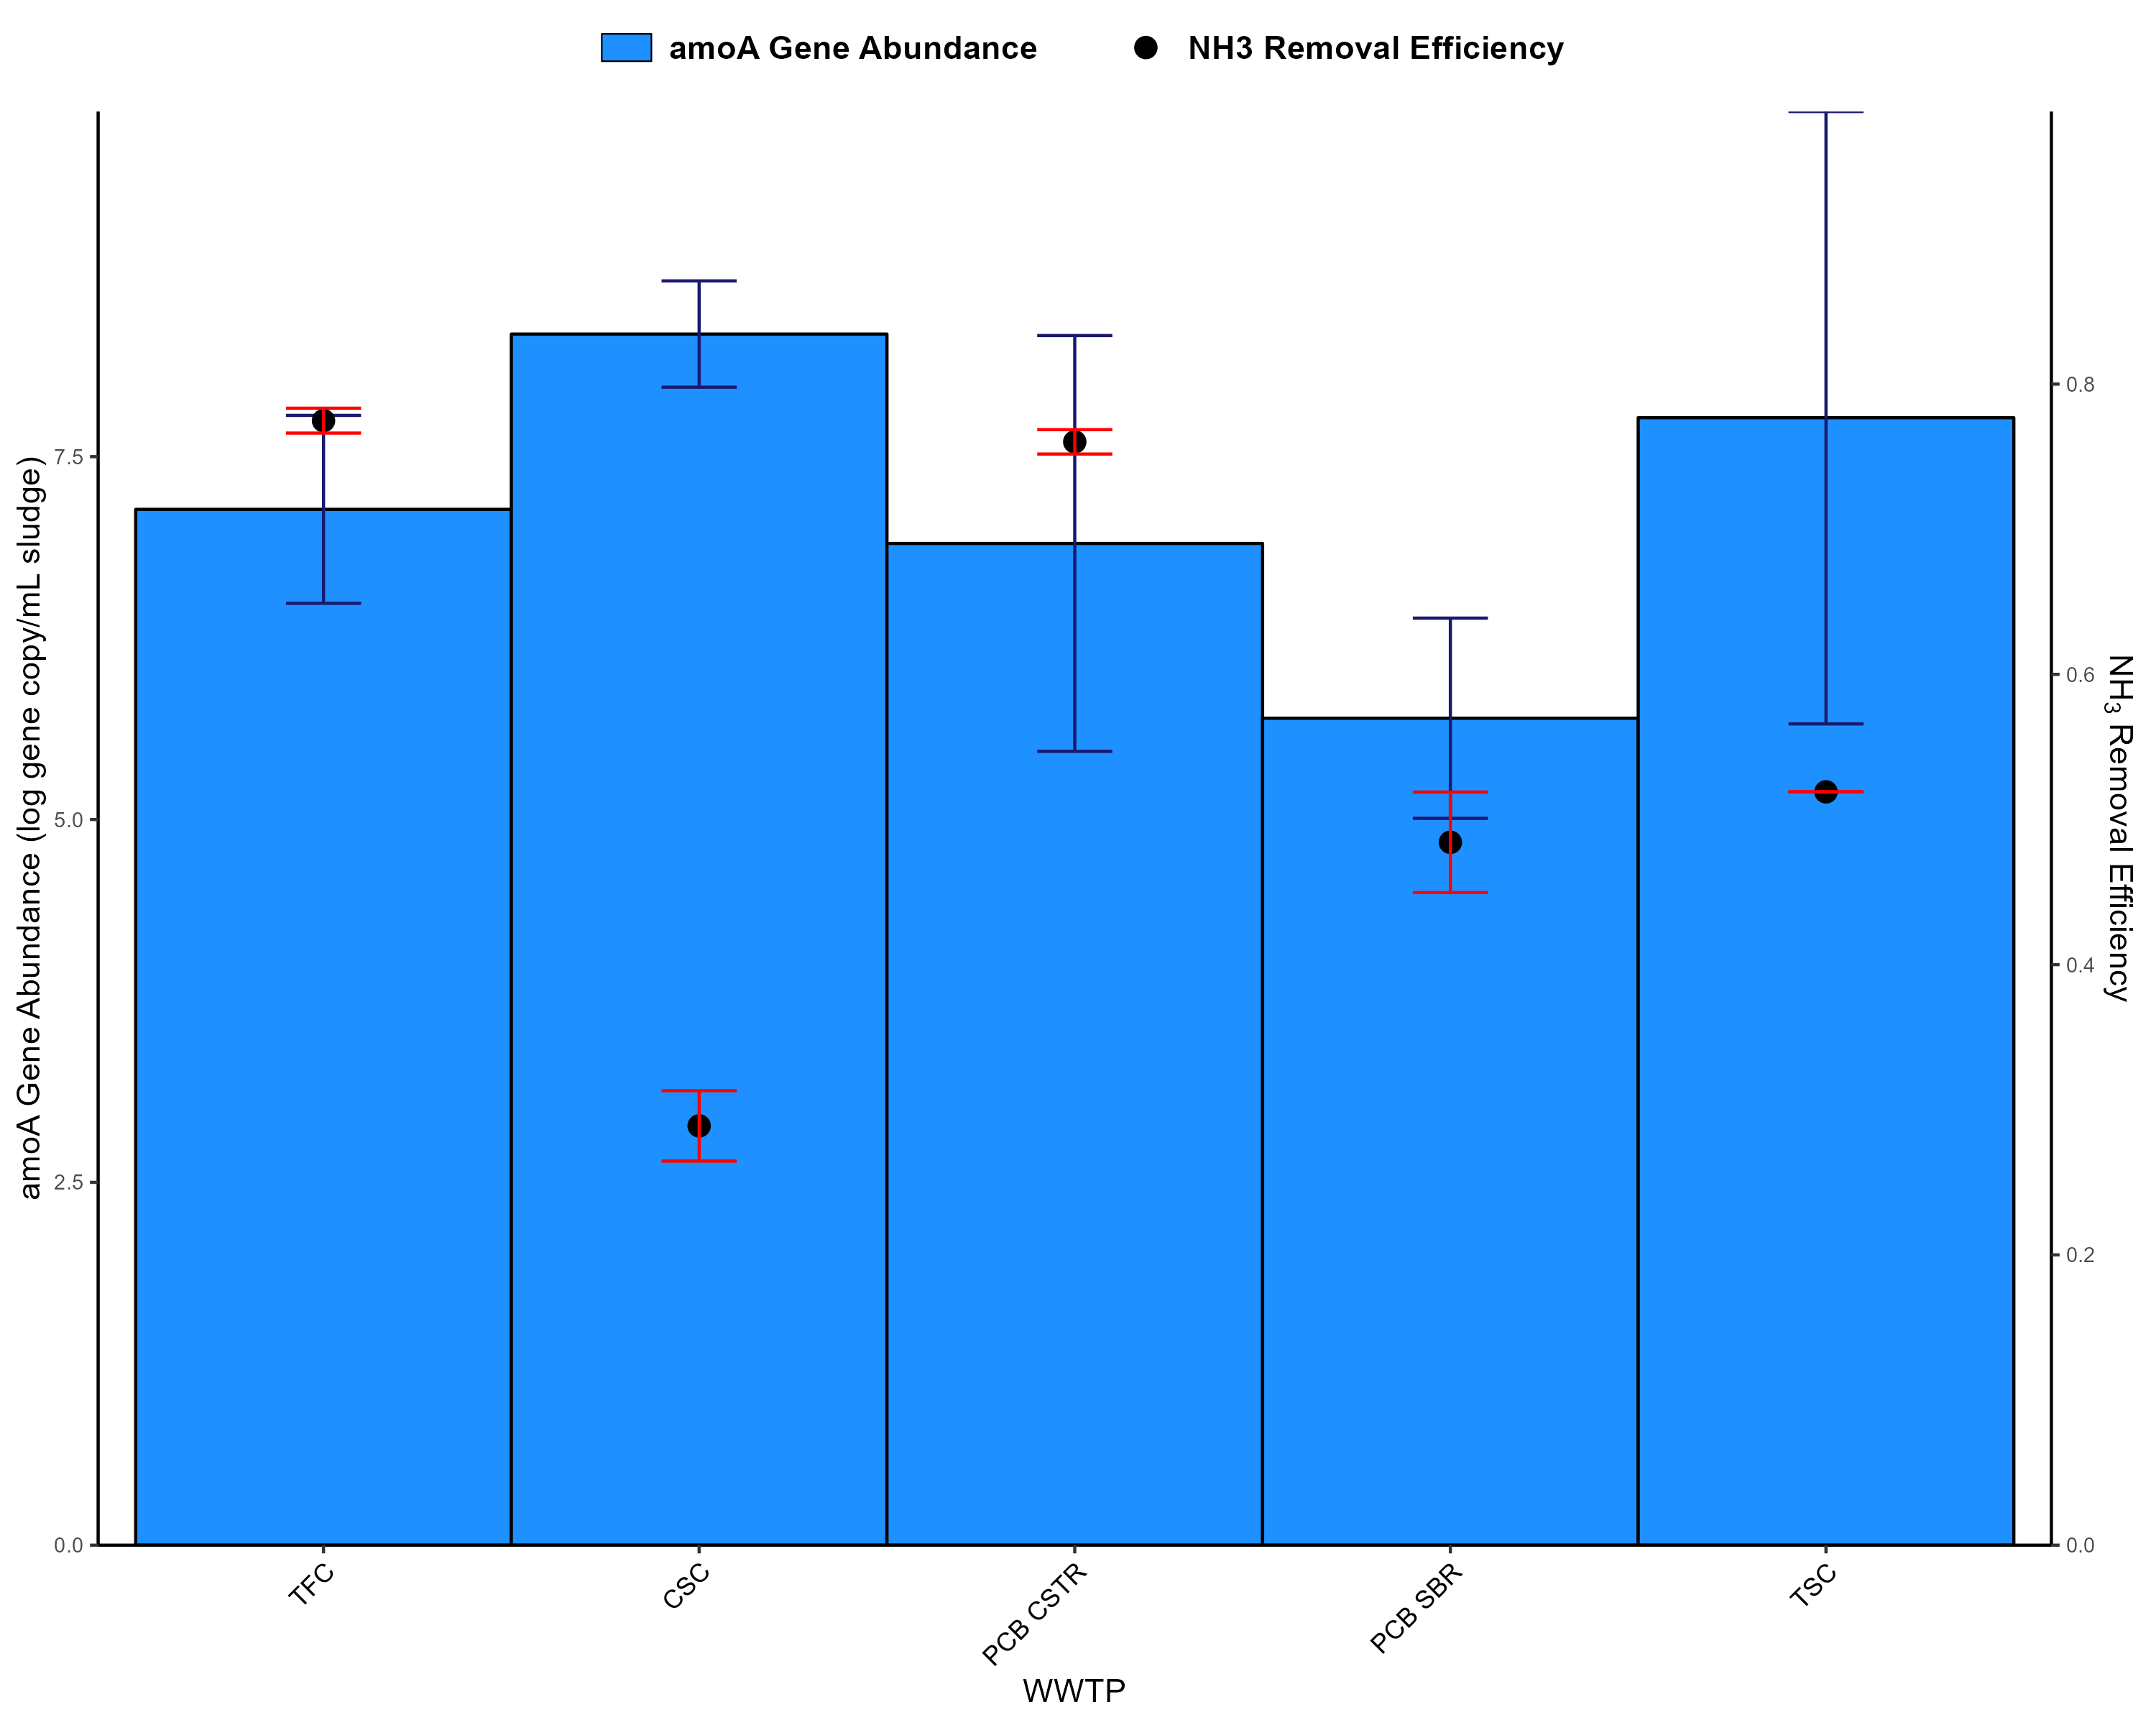 amoA Gene Abundance
NH3 Removal Efficiency
amoA Gene Abundance (log gene copy/mL sludge)
7.5
5.0
2.5
0.0
0.8
0.6
0.4
0.2
0.0
NH₃ Removal Efficiency
TFC
CSC
PCB CSTR
PCB SBR
TSC
WWTP